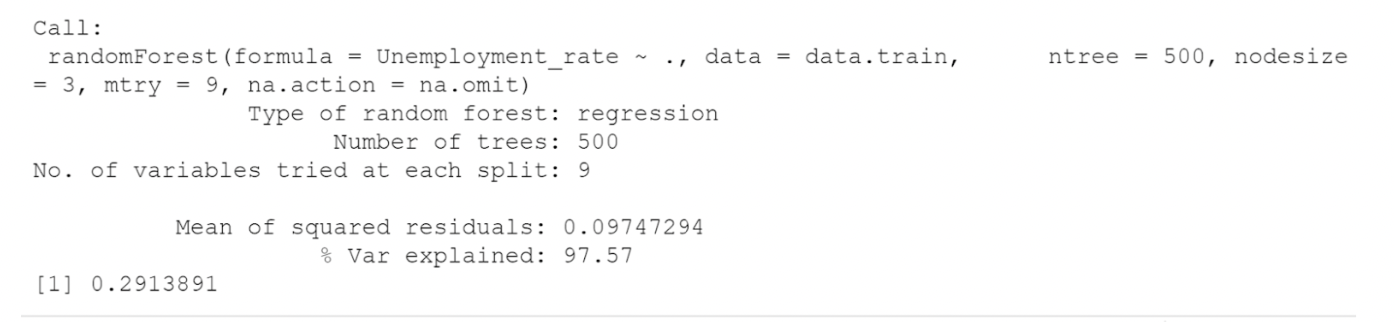 Call:
 randomForest(formula = Unemployment_rate ~ ., data = data.train,      ntree = 500, nodesize
= 3, mtry = 9, na.action = na.omit)
               Type of random forest: regression
                     Number of trees: 500
No. of variables tried at each split: 9

          Mean of squared residuals: 0.09747294
                    % Var explained: 97.57
[1] 0.2913891